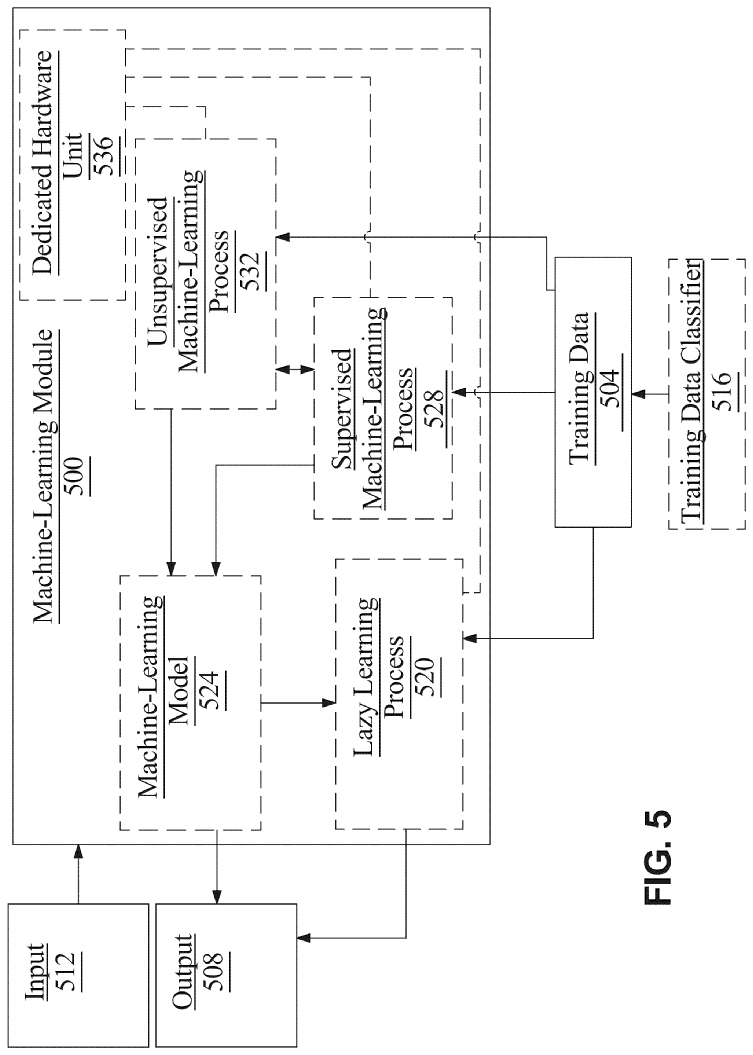 Machine-Learning Module
500
Dedicated Hardware
Unit
536
Input
512
Output
508
Machine-Learning
Model
524
Unsupervised
Machine-Learning
Process
532
Lazy Learning
Process
520
Supervised
Machine-Learning
Process
528
Training Data
504
Training Data Classifier
516
FIG. 5